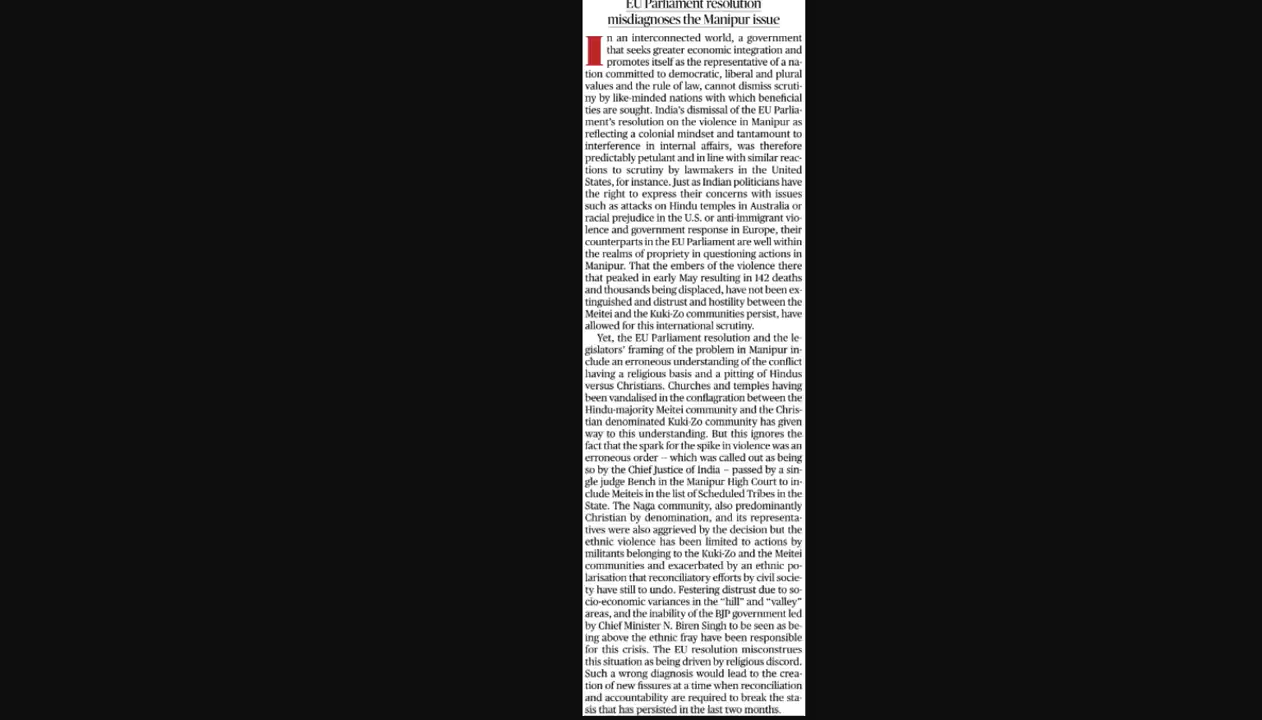 EU Parliament resolution
misdiagnoses the Manipur issue
In an interconnected world, a government
that seeks greater economic integration and
promotes itself as the representative of a na-
tion committed to democratic, liberal and plural
values and the rule of law, cannot dismiss scruti-
ny by like-minded nations with which beneficial
ties are sought. India's dismissal of the EU Parlia-
ment's resolution on the violence in Manipur as
reflecting a colonial mindset and tantamount to
interference in internal affairs, was therefore
predictably petulant and in line with similar reac-
tions to scrutiny by lawmakers in the United
States, for instance. Just as Indian politicians have
the right to express their concerns with issues
such as attacks on Hindu temples in Australia or
racial prejudice in the U.S. or anti-immigrant vio-
lence and government response in Europe, their
counterparts in the EU Parliament are well within
the realms of propriety in questioning actions in
Manipur. That the embers of the violence there
that peaked in early May resulting in 142 deaths
and thousands being displaced, have not been ex-
tinguished and distrust and hostility between the
Meitei and the Kuki-Zo communities persist, have
allowed for this international scrutiny.
Yet, the EU Parliament resolution and the le-
gislators' framing of the problem in Manipur in-
clude an erroneous understanding of the conflict
having a religious basis and a pitting of Hindus
versus Christians. Churches and temples having
been vandalised in the conflagration between the
Hindu-majority Meitei community and the Chris-
tian denominated Kuki-Zo community has given
way to this understanding. But this ignores the
fact that the spark for the spike in violence was an
erroneous order – which was called out as being
so by the Chief Justice of India – passed by a sin-
gle judge Bench in the Manipur High Court to in-
clude Meiteis in the list of Scheduled Tribes in the
State. The Naga community, also predominantly
Christian by denomination, and its representa-
tives were also aggrieved by the decision but the
ethnic violence has been limited to actions by
militants belonging to the Kuki-Zo and the Meitei
communities and exacerbated by an ethnic po-
larisation that reconciliatory efforts by civil socie-
ty have still to undo. Festering distrust due to so-
cio-economic variances in the "hill" and "valley"
areas, and the inability of the BJP government led
by Chief Minister N. Biren Singh to be seen as be-
ing above the ethnic fray have been responsible
for this crisis. The EU resolution misconstrues
this situation as being driven by religious discord.
Such a wrong diagnosis would lead to the crea-
tion of new fissures at a time when reconciliation
and accountability are required to break the sta-
sis that has persisted in the last two months.